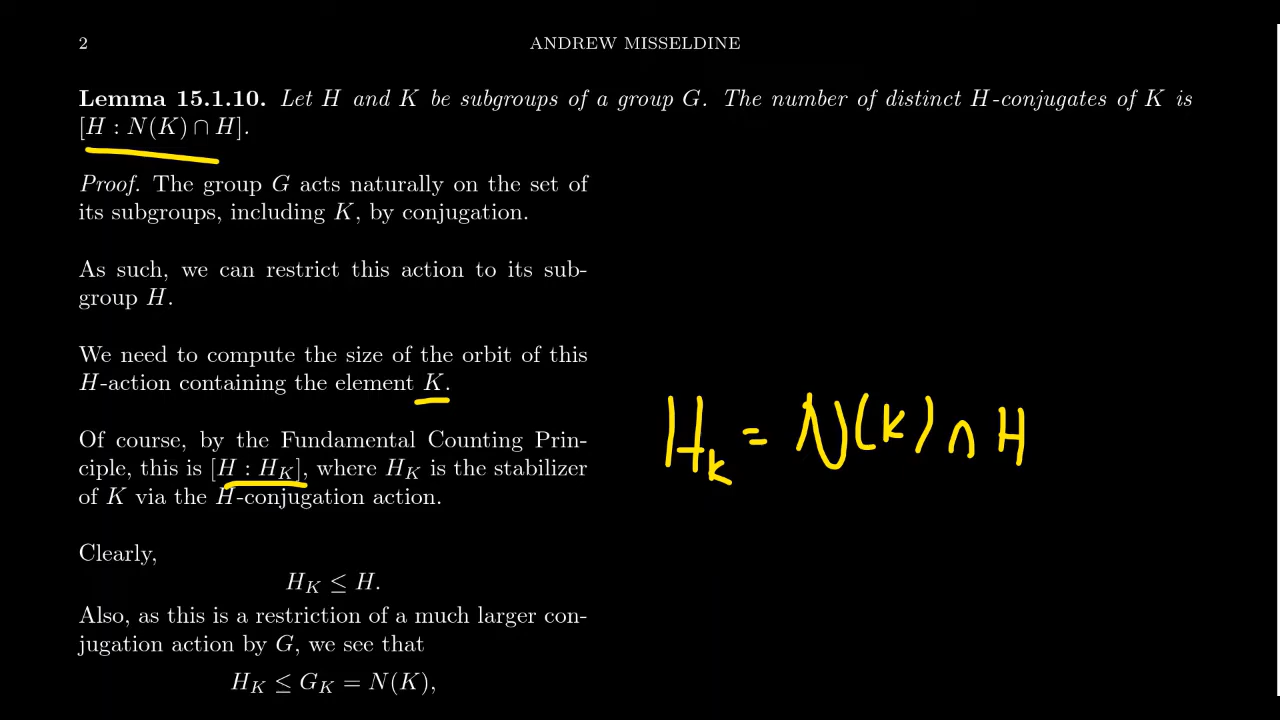 2
ANDREW MISSELDINE
Lemma 15.1.10. Let H and K be subgroups of a group G. The number of distinct H-conjugates of K is
[H : N(K) ∩ H].
Proof. The group G acts naturally on the set of
its subgroups, including K, by conjugation.
As such, we can restrict this action to its sub-
group H.
We need to compute the size of the orbit of this
H-action containing the element K.
Of course, by the Fundamental Counting Prin-
ciple, this is [H : H_K], where H_K is the stabilizer
of K via the H-conjugation action.
Clearly,
H_K ≤ H.
Also, as this is a restriction of a much larger con-
jugation action by G, we see that
H_K ≤ G_K = N(K),
H_K = N(K) ∩ H